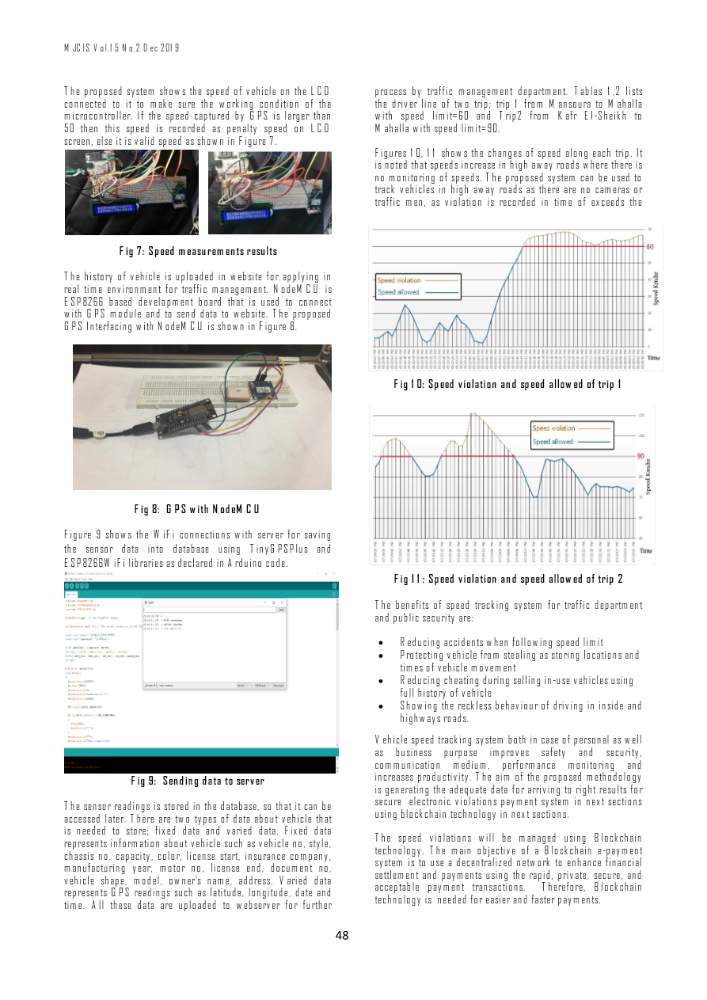 MJCIS Vol.15 No.2 Dec 2019
The proposed system shows the speed of vehicle on the LCD
connected to it to make sure the working condition of the
microcontroller. If the speed captured by GPS is larger than
50 then this speed is recorded as penalty speed on LCD
screen, else it is valid speed as shown in Figure 7.
Fig 7: Speed measurements results
The history of vehicle is uploaded in website for applying in
real time environment for traffic management. NodeMCU is
ESP8266 based development board that is used to connect
with GPS module and to send data to website. The proposed
GPS Interfacing with NodeMCU is shown in Figure 8.
Fig 8: GPS with NodeMCU
Figure 9 shows the WiFi connections with server for saving
the sensor data into database using TinyGPSPlus and
ESP8266WiFi libraries as declared in Arduino code.
Fig 9: Sending data to server
The sensor readings is stored in the database, so that it can be
accessed later. There are two types of data about vehicle that
is needed to store; fixed data and varied data. Fixed data
represents information about vehicle such as vehicle no, style,
chassis no, capacity, color, license start, insurance company,
manufacturing year, motor no, license end, document no,
vehicle shape, model, owner's name, address. Varied data
represents GPS readings such as latitude, longitude, date and
time. All these data are uploaded to webserver for further
process by traffic management department. Tables 1,2 lists
the driver line of two trip; trip 1 from Mansoura to Mahalla
with speed limit=60 and Trip2 from Kafr El-Sheikh to
Mahalla with speed limit=90.
Figures 10, 11 shows the changes of speed along each trip. It
is noted that speeds increase in high away roads where there is
no monitoring of speeds. The proposed system can be used to
track vehicles in high away roads as there are no cameras or
traffic men, as violation is recorded in time of exceeds the
60
Speed violation
Speed allowed
Speed Km/hr
Time
Fig 10: Speed violation and speed allowed of trip 1
Speed violation
Speed allowed
90
Speed Km/hr
Time
Fig 11: Speed violation and speed allowed of trip 2
The benefits of speed tracking system for traffic department
and public security are:
• Reducing accidents when following speed limit
• Protecting vehicle from stealing as storing locations and
times of vehicle movement
• Reducing cheating during selling in-use vehicles using
full history of vehicle
• Showing the reckless behaviour of driving in inside and
highways roads.
Vehicle speed tracking system both in case of personal as well
as business purpose improves safety and security,
communication medium, performance monitoring and
increases productivity. The aim of the proposed methodology
is generating the adequate data for arriving to right results for
secure electronic violations payment system in next sections
using blockchain technology in next sections.
The speed violations will be managed using Blockchain
technology. The main objective of a Blockchain e-payment
system is to use a decentralized network to enhance financial
settlement and payments using the rapid, private, secure, and
acceptable payment transactions. Therefore, Blockchain
technology is needed for easier and faster payments.
48